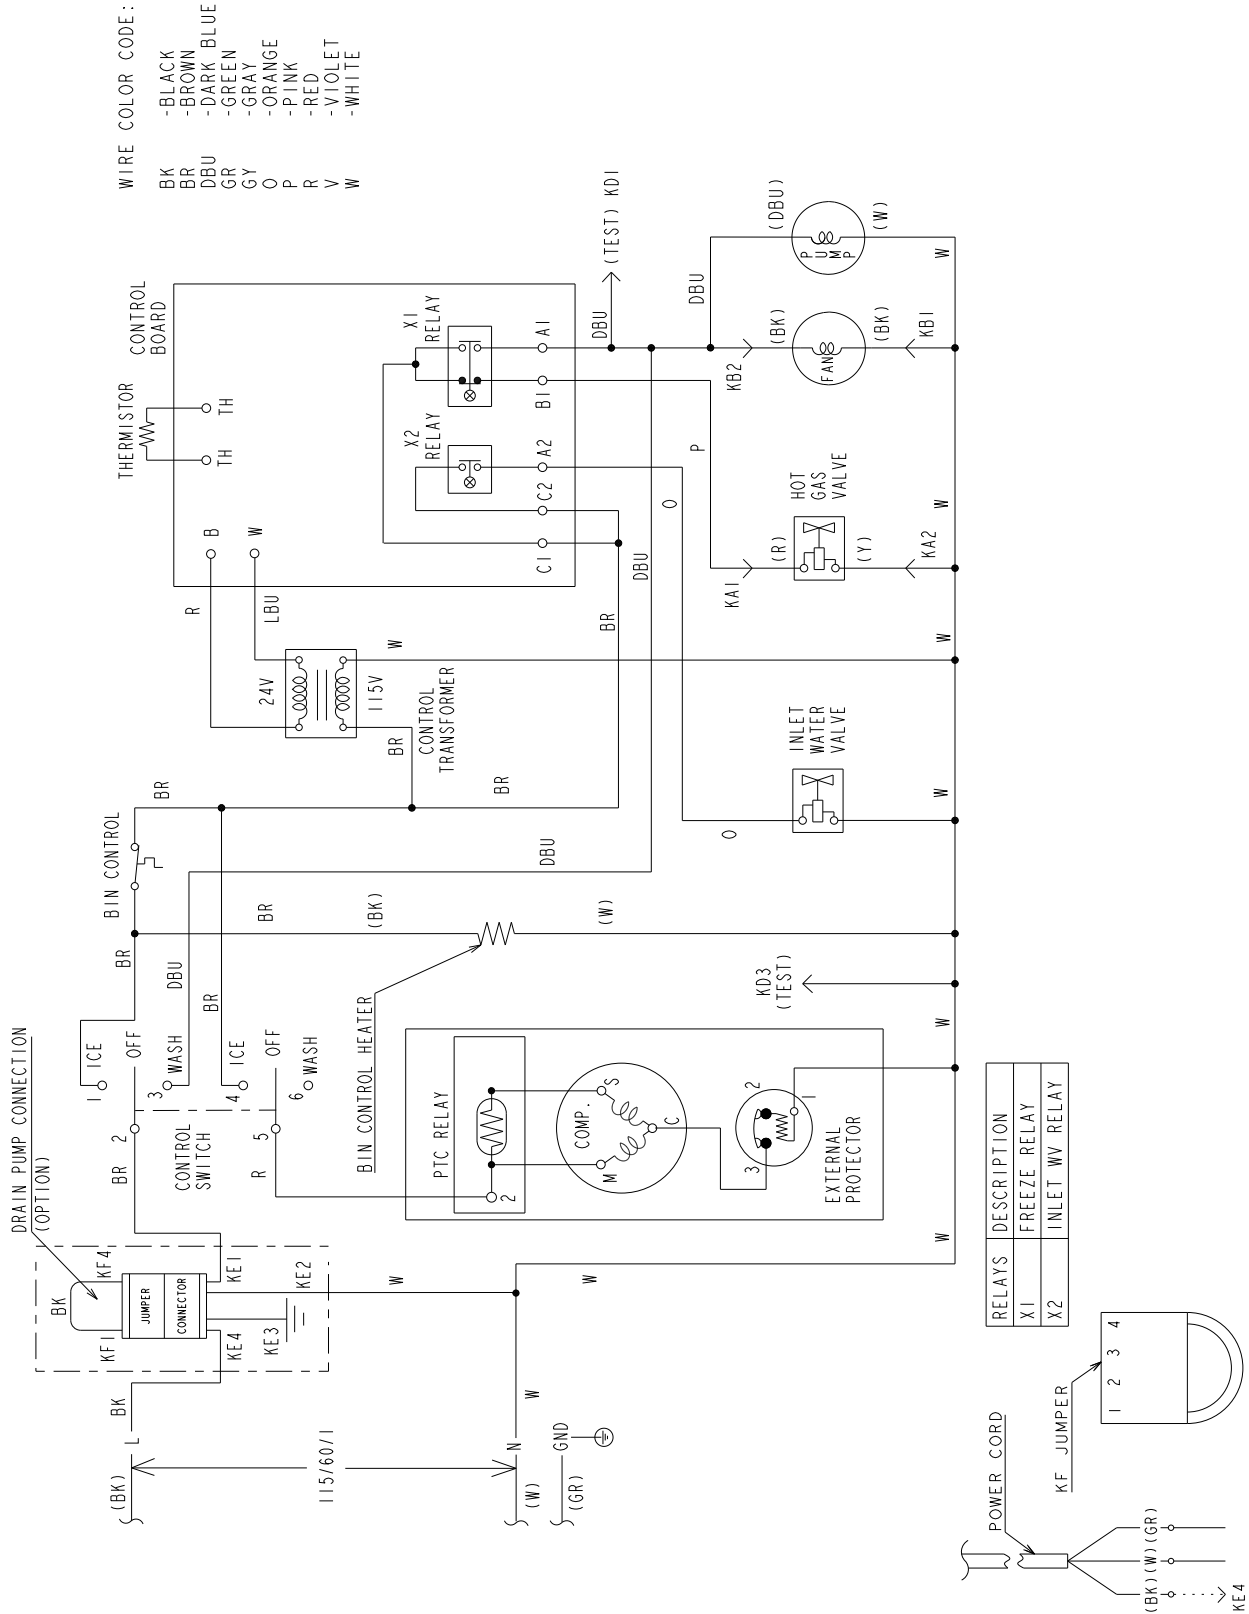 WIRE COLOR CODE:
BK -BLACK
BR -BROWN
DBU -DARK BLUE
GR -GREEN
GY -GRAY
O -ORANGE
P -PINK
R -RED
V -VIOLET
W -WHITE
DRAIN PUMP CONNECTION
(OPTION)
BK
KF1
KF4
JUMPER
CONNECTOR
KE4
KE1
KE3
KE2
(BK)
L
BK
115/60/1
N
(W)
W
GND
(GR)
W
W
BR
2
CONTROL
SWITCH
R
5
1
ICE
OFF
3
WASH
4
ICE
OFF
6
WASH
BR
DBU
BR
BIN CONTROL
BR
BR
(BK)
(W)
BIN CONTROL HEATER
DBU
BR
BR
BR
DBU
CONTROL
TRANSFORMER
24V
115V
R
LBU
W
THERMISTOR
CONTROL
BOARD
TH
TH
B
W
X1
RELAY
X2
RELAY
C1
C2
A2
B1
A1
DBU
(TEST) KD1
DBU
(DBU)
PUMP
(W)
W
KB2
(BK)
FAN
(BK)
KB1
P
O
KA1
(R)
HOT
GAS
VALVE
(Y)
KA2
W
W
INLET
WATER
VALVE
O
W
KD3
(TEST)
W
PTC RELAY
2
COMP.
M
S
C
3
2
1
EXTERNAL
PROTECTOR
W
RELAYS DESCRIPTION
X1 FREEZE RELAY
X2 INLET WV RELAY
POWER CORD
(BK)
(W)
(GR)
KE4
KF JUMPER
1 2 3 4